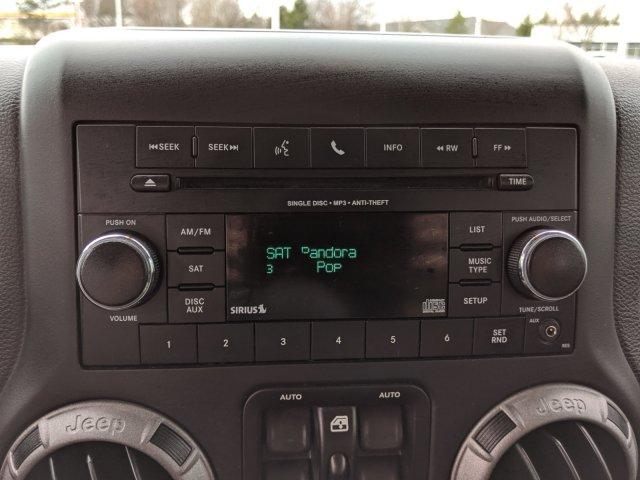 SEEK
SEEK
INFO
RW
FF
TIME
SINGLE DISC • MP3 • ANTI-THEFT
PUSH ON
AM/FM
SAT
DISC
AUX
VOLUME
SAT Pandora
3 Pop
SIRIUS
LIST
MUSIC
TYPE
SETUP
PUSH AUDIO/SELECT
TUNE/SCROLL
AUX
RES
1
2
3
4
5
6
SET
RND
AUTO
AUTO
Jeep
Jeep